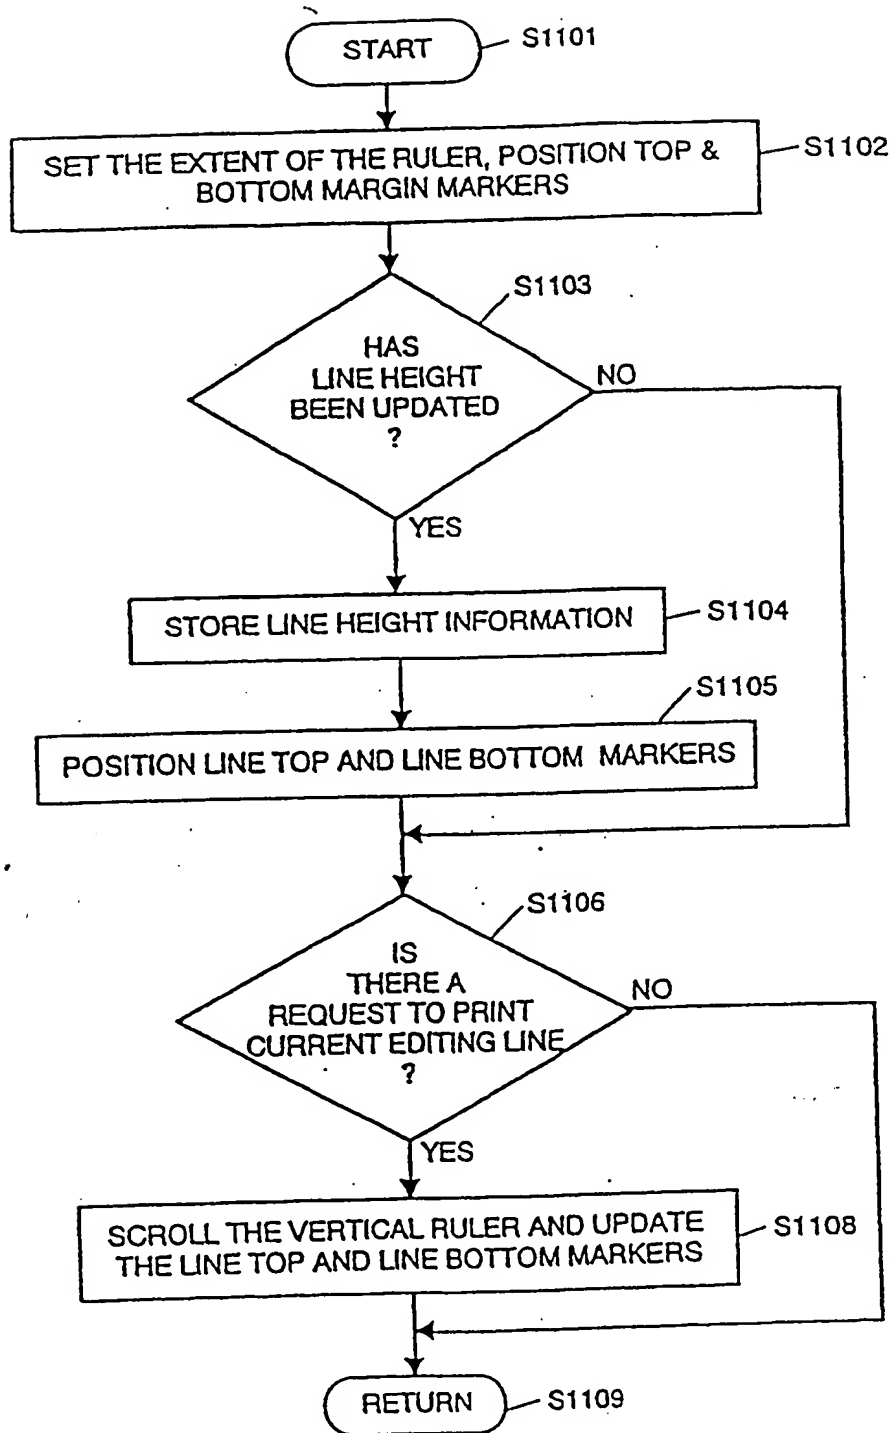 START
S1101
SET THE EXTENT OF THE RULER, POSITION TOP &
BOTTOM MARGIN MARKERS
S1102
S1103
HAS
LINE HEIGHT
BEEN UPDATED
?
NO
YES
STORE LINE HEIGHT INFORMATION
S1104
S1105
POSITION LINE TOP AND LINE BOTTOM MARKERS
S1106
IS
THERE A
REQUEST TO PRINT
CURRENT EDITING LINE
?
NO
YES
SCROLL THE VERTICAL RULER AND UPDATE
THE LINE TOP AND LINE BOTTOM MARKERS
S1108
RETURN
S1109